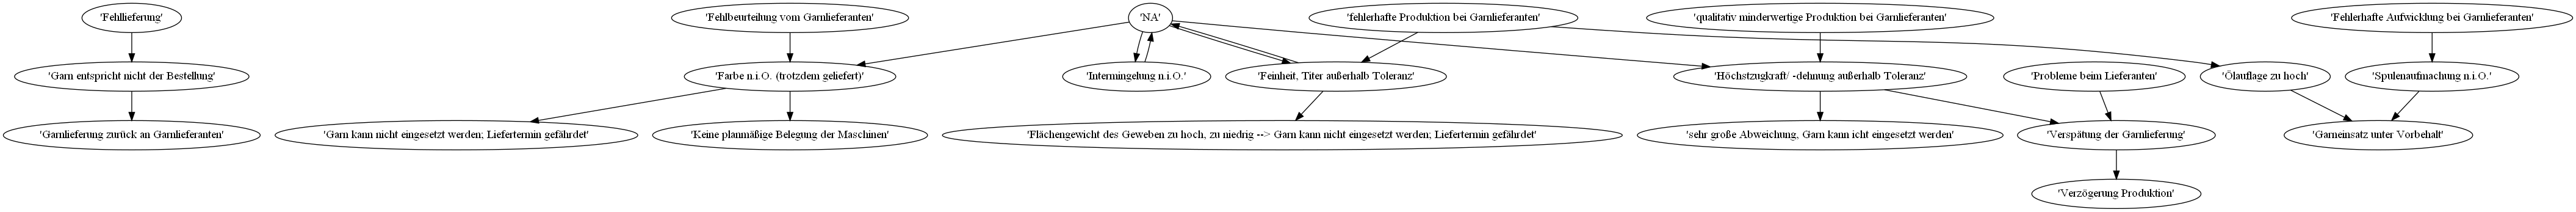 'Fehllieferung'
'Fehlbeurteilung vom Garnlieferanten'
'NA'
'fehlerhafte Produktion bei Garnlieferanten'
'qualitativ minderwertige Produktion bei Garnlieferanten'
'Fehlerhafte Aufwicklung bei Garnlieferanten'
'Garn entspricht nicht der Bestellung'
'Farbe n.i.O. (trotzdem geliefert)'
'Intermingelung n.i.O.'
'Feinheit, Titer außerhalb Toleranz'
'Höchstzugkraft/ -dehnung außerhalb Toleranz'
'Probleme beim Lieferanten'
'Ölauflage zu hoch'
'Spulenaufmachung n.i.O.'
'Garnlieferung zurück an Garnlieferanten'
'Garn kann nicht eingesetzt werden; Liefertermin gefährdet'
'Keine planmäßige Belegung der Maschinen'
'Flächengewicht des Geweben zu hoch, zu niedrig --> Garn kann nicht eingesetzt werden; Liefertermin gefährdet'
'sehr große Abweichung, Garn kann icht eingesetzt werden'
'Verspätung der Garnlieferung'
'Garneinsatz unter Vorbehalt'
'Verzögerung Produktion'